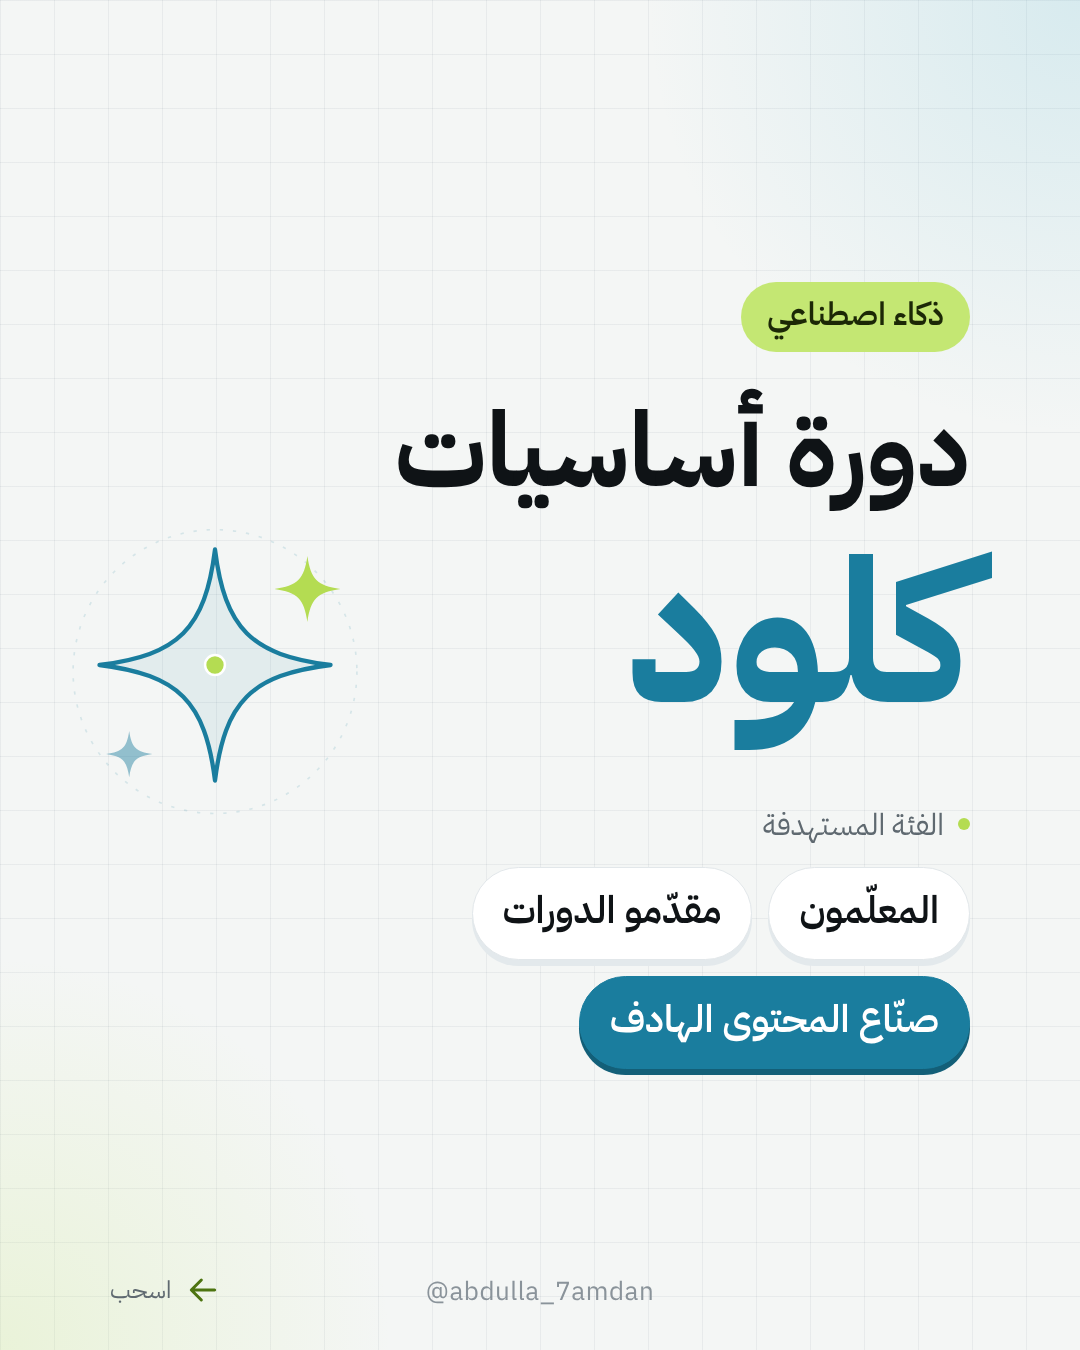 ذكاء اصطناعي
دورة أساسيات
كلود
الفئة المستهدفة
المعلّمون مقدّمو الدورات
صنّاع المحتوى الهادف
@abdulla_7amdan
اسحب